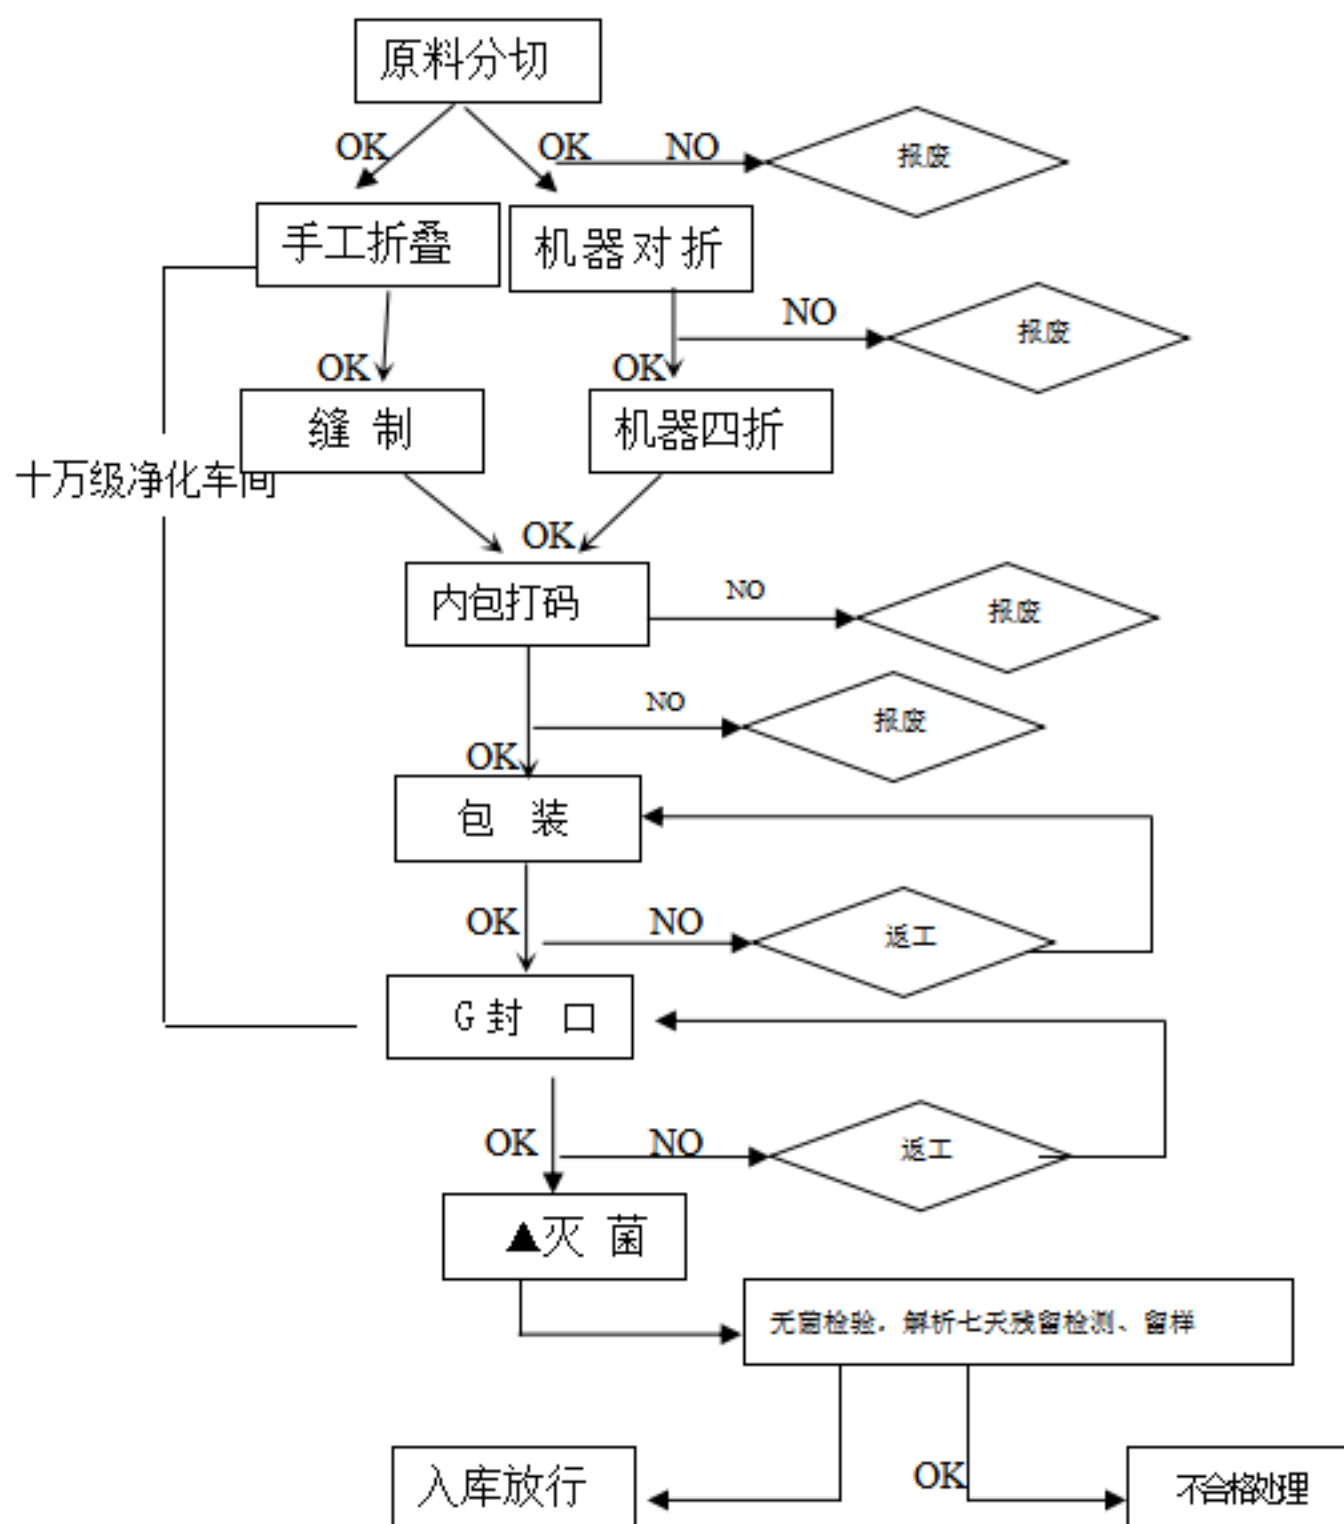 原料分切
OK
OK
NO
报废
手工折叠
机器对折
NO
报废
OK
OK
缝 制
机器四折
十万级净化车间
OK
内包打码
NO
报废
NO
报废
OK
包 装
OK
NO
返工
G封 口
OK
NO
返工
▲灭 菌
无菌检验，解析七天残留检测、留样
入库放行
OK
不合格处理